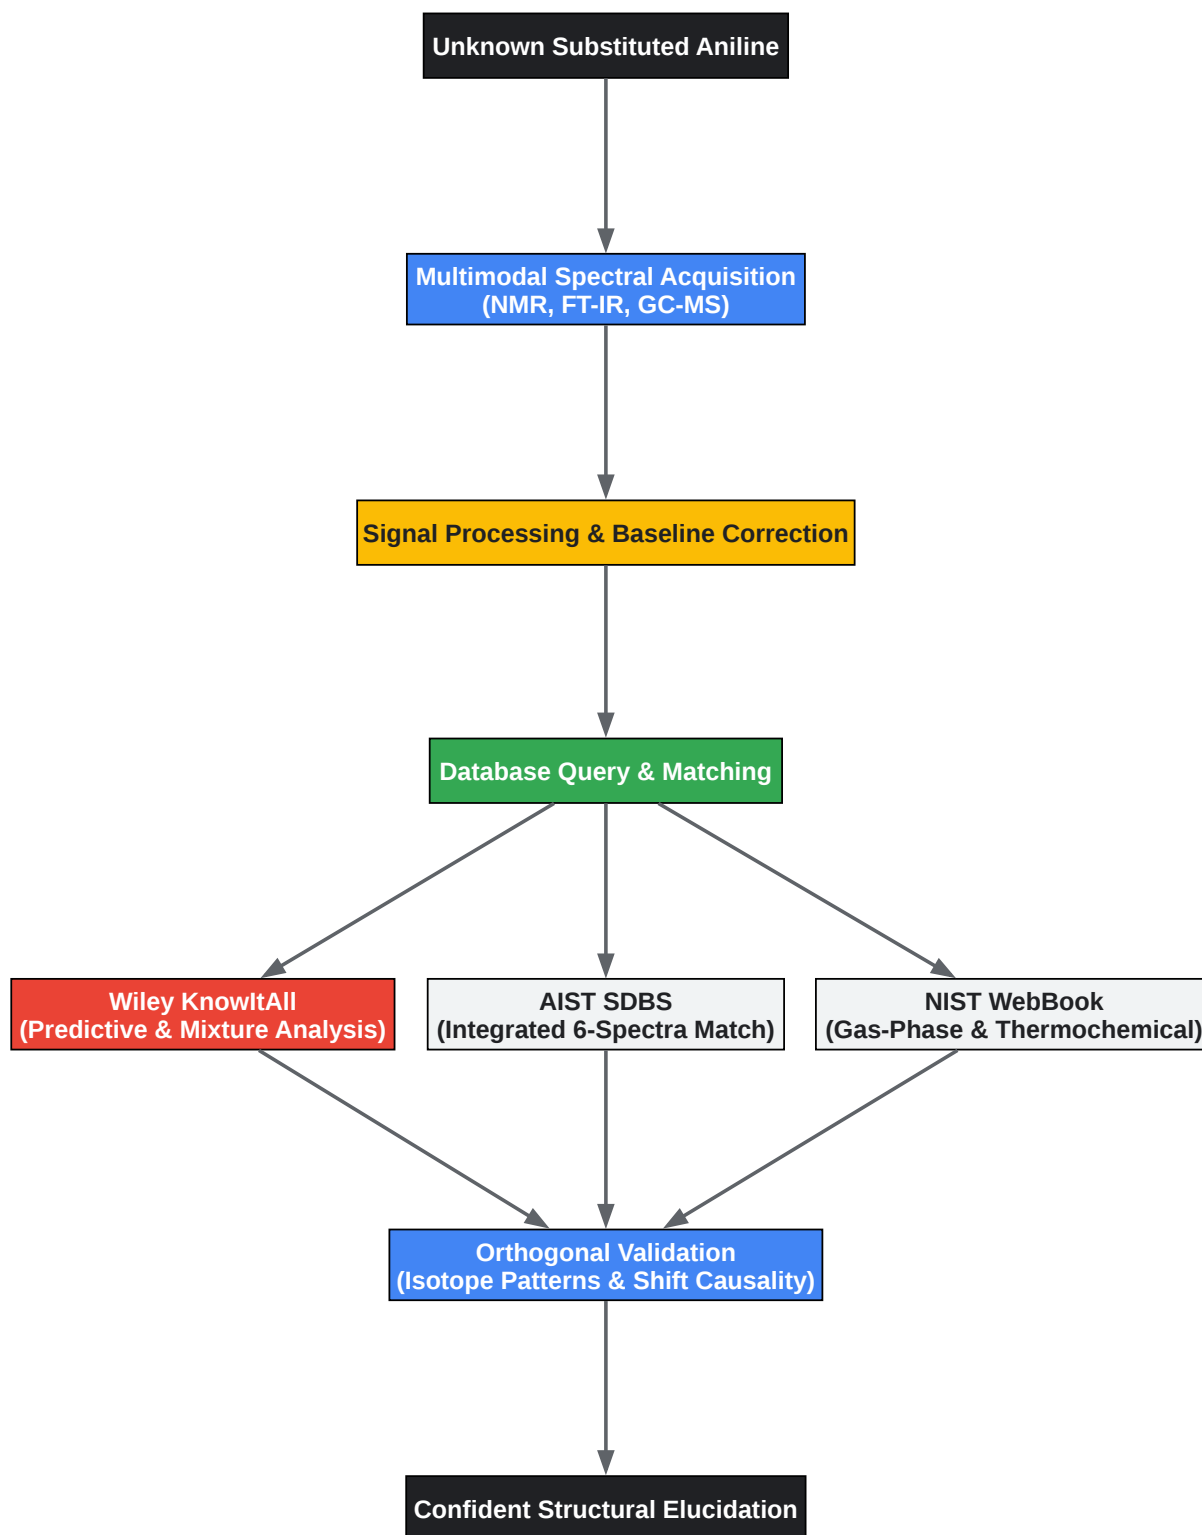 Unknown Substituted Aniline
Multimodal Spectral Acquisition
(NMR, FT-IR, GC-MS)
Signal Processing & Baseline Correction
Database Query & Matching
Wiley KnowItAll
(Predictive & Mixture Analysis)
AIST SDBS
(Integrated 6-Spectra Match)
NIST WebBook
(Gas-Phase & Thermochemical)
Orthogonal Validation
(Isotope Patterns & Shift Causality)
Confident Structural Elucidation